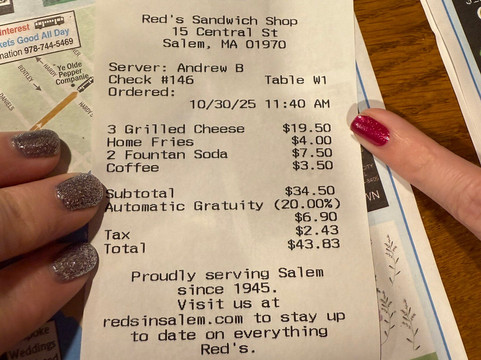 Red's Sandwich Shop
15 Central St
Salem, MA 01970
Server: Andrew B
Check #146 Table W1
Ordered:
10/30/25 11:40 AM
3 Grilled Cheese $19.50
Home Fries $4.00
2 Fountan Soda $7.50
Coffee $3.50
Subtotal $34.50
Automatic Gratuity (20.00%)
$6.90
Tax $2.43
Total $43.83
Proudly serving Salem
since 1945.
Visit us at
redsinsalem.com to stay up
to date on everything
Red's.
interest!
kets Good All Day
978-744-5469
Ye Olde
Pepper
Companie
Weddings